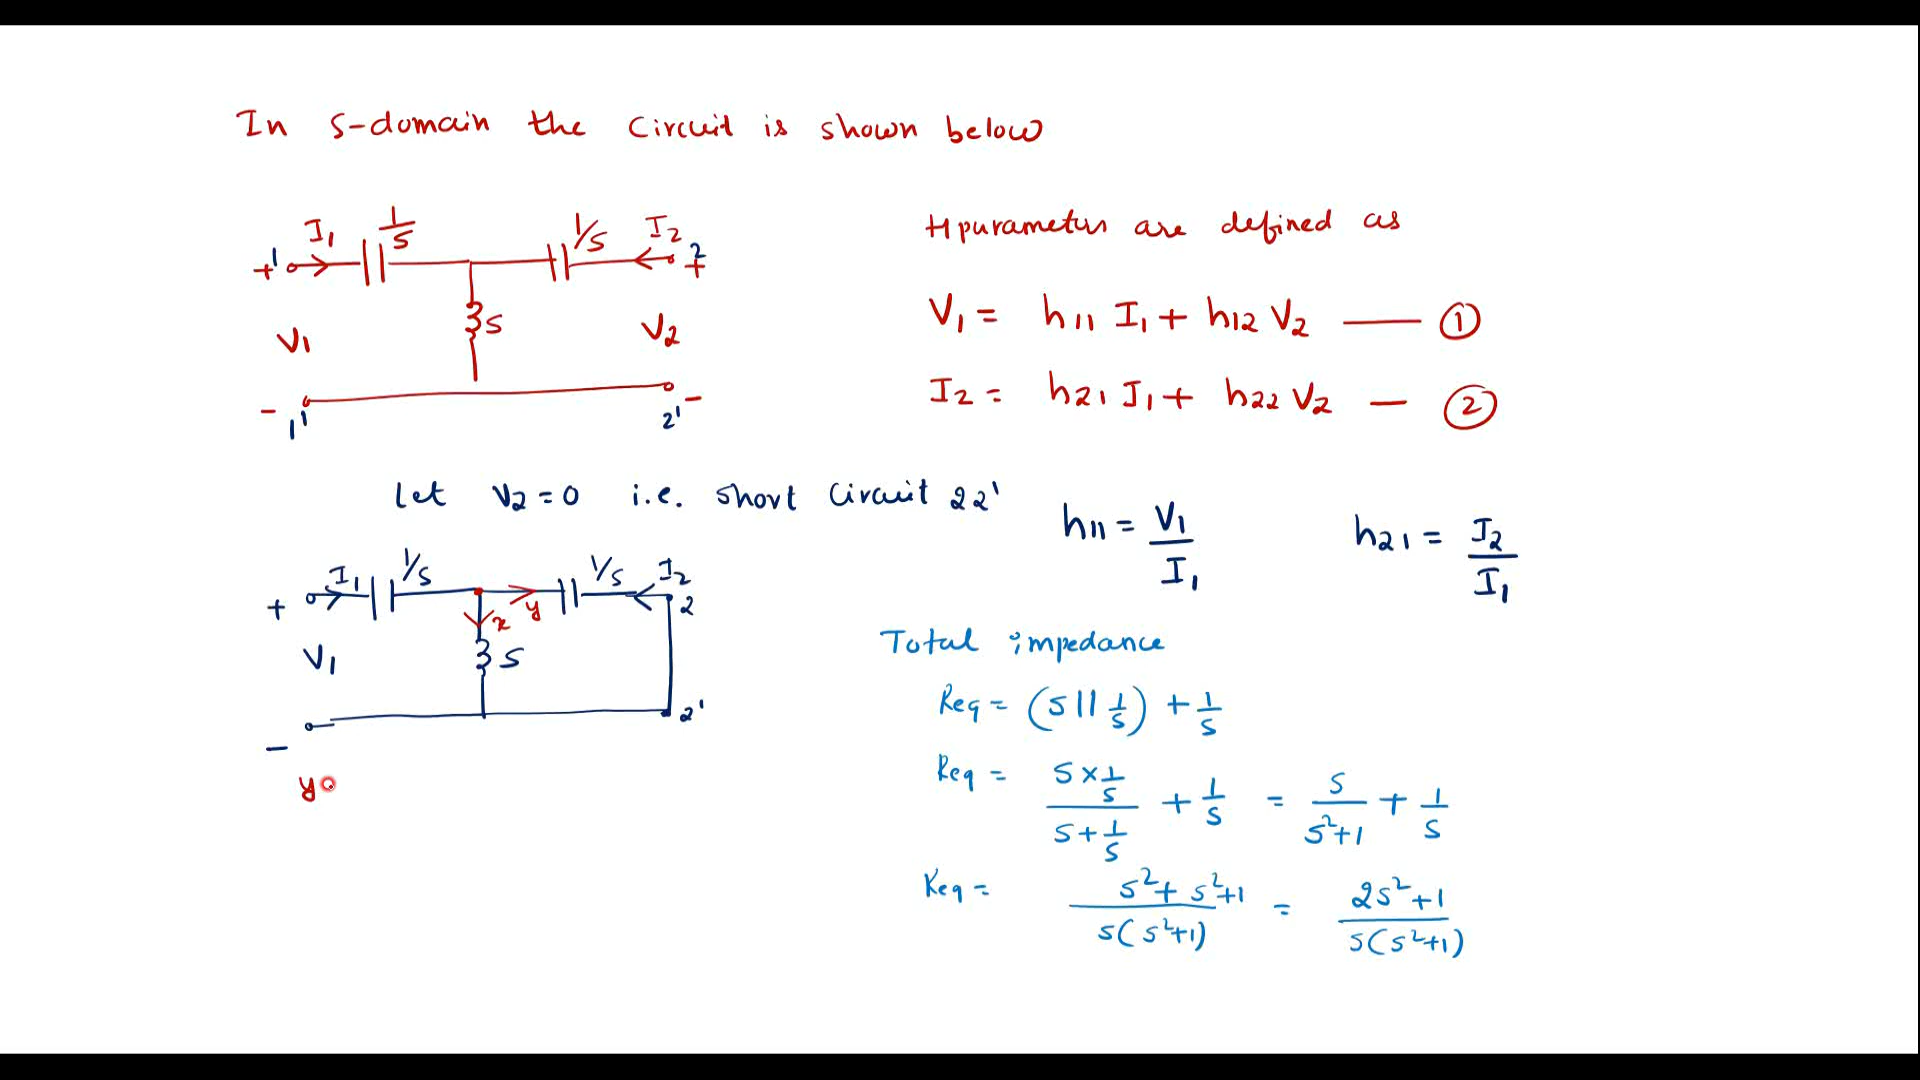 In s-domain the circuit is shown below
I1 1/s 1/s I2
+ 1 2 +
V1 s V2
- 1' 2' -
H purameturs are defined as
V1 = h11 I1 + h12 V2 — ①
I2 = h21 I1 + h22 V2 — ②
Let V2 = 0 i.e. short circuit 22'
h11 = V1/I1 h21 = I2/I1
I1 1/s 1/s I2
+ x y 2
V1 s
- 2'
y
Total impedance
Req = (s || 1/s) + 1/s
Req = (s × 1/s)/(s + 1/s) + 1/s = s/(s²+1) + 1/s
Req = (s² + s²+1)/(s(s²+1)) = (2s²+1)/(s(s²+1))